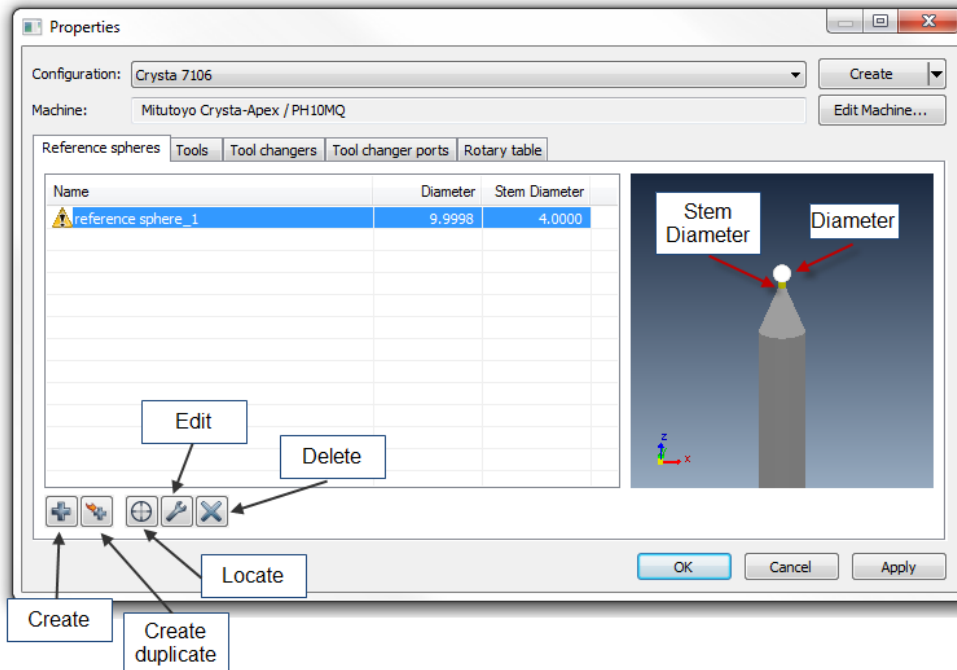 Properties
Configuration: Crysta 7106 Create
Machine: Mitutoyo Crysta-Apex / PH10MQ Edit Machine...
Reference spheres Tools Tool changers Tool changer ports Rotary table
Name Diameter Stem Diameter
reference sphere_1 9.9998 4.0000
Stem
Diameter
Diameter
z
x
Edit
Delete
Locate
Create
Create
duplicate
OK Cancel Apply